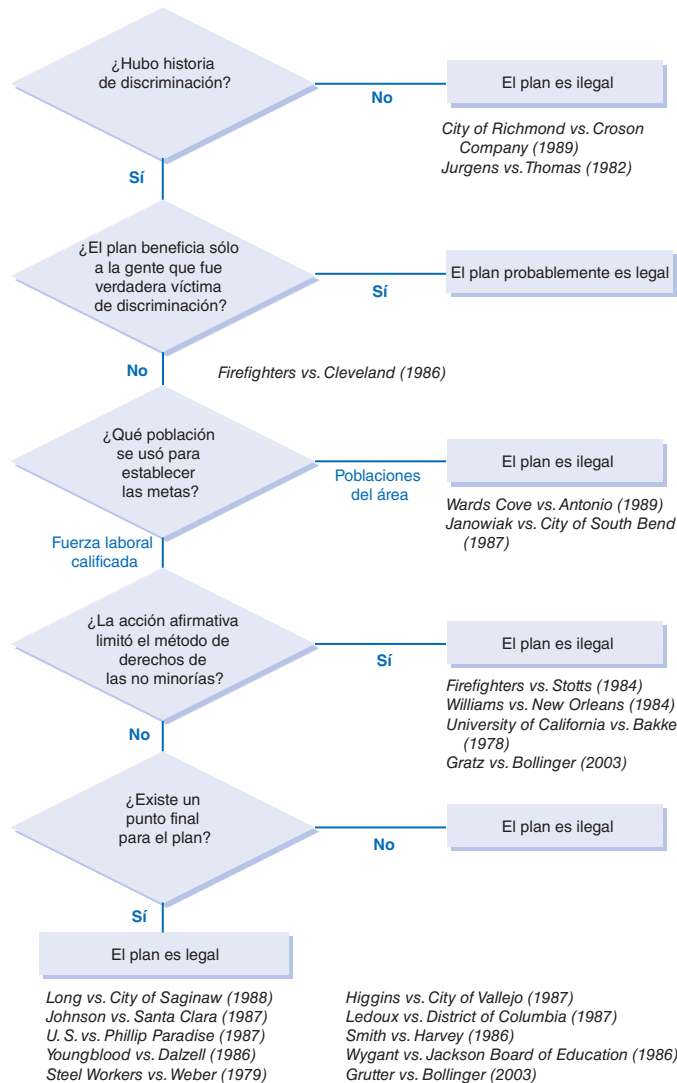 ¿Hubo historia
de discriminación?
No
El plan es ilegal
City of Richmond vs. Croson
Company (1989)
Jurgens vs. Thomas (1982)
Sí
¿El plan beneficia sólo
a la gente que fue
verdadera víctima
de discriminación?
Sí
El plan probablemente es legal
No
Firefighters vs. Cleveland (1986)
¿Qué población
se usó para
establecer
las metas?
Poblaciones
del área
El plan es ilegal
Wards Cove vs. Antonio (1989)
Janowiak vs. City of South Bend
(1987)
Fuerza laboral
calificada
¿La acción afirmativa
limitó el método de
derechos de
las no minorías?
Sí
El plan es ilegal
Firefighters vs. Stotts (1984)
Williams vs. New Orleans (1984)
University of California vs. Bakke
(1978)
Gratz vs. Bollinger (2003)
No
¿Existe un
punto final
para el plan?
No
El plan es ilegal
Sí
El plan es legal
Long vs. City of Saginaw (1988)
Johnson vs. Santa Clara (1987)
U. S. vs. Phillip Paradise (1987)
Youngblood vs. Dalzell (1986)
Steel Workers vs. Weber (1979)
Higgins vs. City of Vallejo (1987)
Ledoux vs. District of Columbia (1987)
Smith vs. Harvey (1986)
Wygant vs. Jackson Board of Education (1986)
Grutter vs. Bollinger (2003)